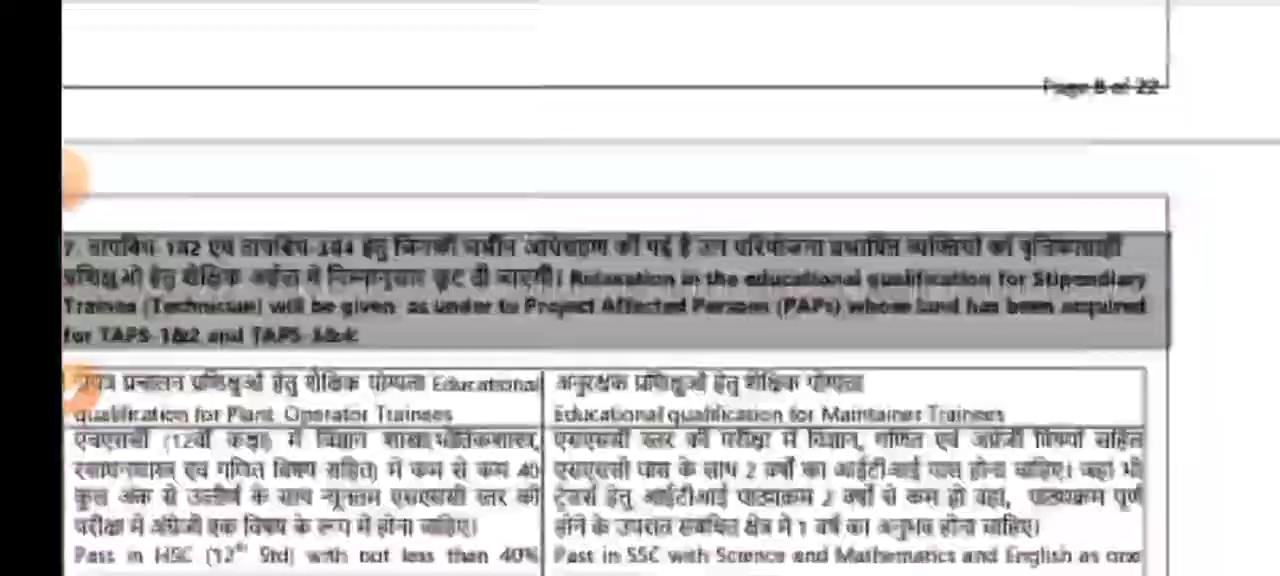 Page 8 of 22
7. तापबिघ-1व2 एवं तापबिघ-3व4 हेतु जिनकी जमीन अधिग्रहण की गई है उन परियोजना प्रभावित व्यक्तियों को वृत्तिकाग्राही
प्रशिक्षुओं हेतु शैक्षिक अर्हता में निम्नानुसार छूट दी जाएगी। Relaxation in the educational qualification for Stipendiary
Trainee (Technician) will be given as under to Project Affected Persons (PAPs) whose land has been acquired
for TAPS-1&2 and TAPS-3&4:
संयंत्र प्रचालन प्रशिक्षुओं हेतु शैक्षिक योग्यता Educational
qualification for Plant Operator Trainees
एचएससी (12वीं कक्षा) में विज्ञान शाखा(भौतिकशास्त्र,
रसायनशास्त्र एवं गणित विषय सहित) में कम से कम 40
कुल अंक से उत्तीर्ण के साथ न्यूनतम एसएससी स्तर की
परीक्षा में अंग्रेजी एक विषय के रूप में होना चाहिए।
Pass in HSC (12th Std) with not less than 40%
अनुरक्षक प्रशिक्षुओं हेतु शैक्षिक योग्यता
Educational qualification for Maintainer Trainees
एसएससी स्तर की परीक्षा में विज्ञान, गणित एवं अंग्रेजी विषयों सहित
एसएससी पास के साथ 2 वर्षों का आईटीआई पास होना चाहिए। जहां भी
ट्रेडर्स हेतु आईटीआई पाठ्यक्रम 2 वर्षों से कम हो वहां, पाठ्यक्रम पूर्ण
होने के उपरांत संबंधित क्षेत्र में 1 वर्ष का अनुभव होना चाहिए।
Pass in SSC with Science and Mathematics and English as one